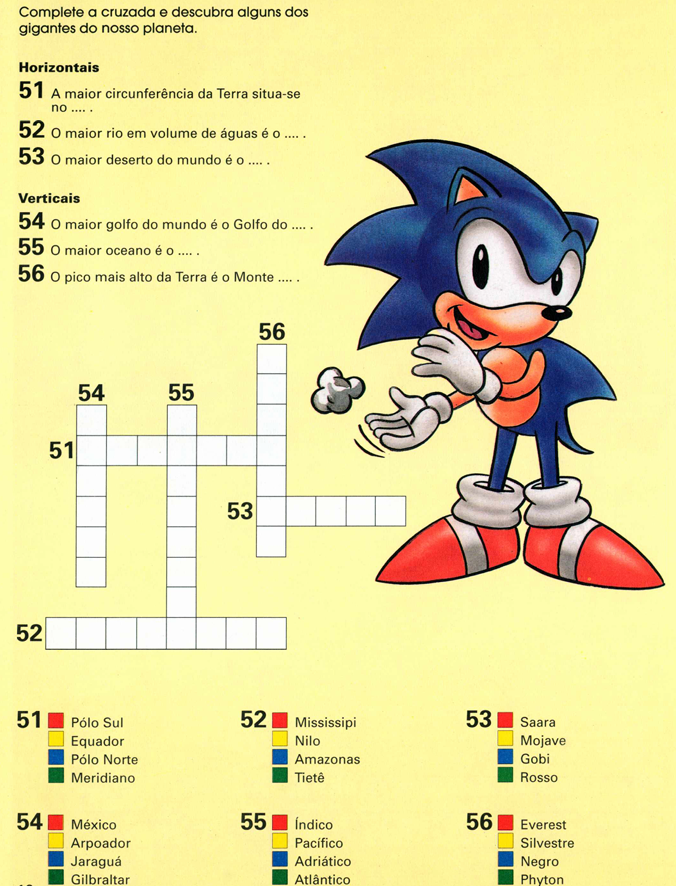 Complete a cruzada e descubra alguns dos
gigantes do nosso planeta.
Horizontais
51 A maior circunferência da Terra situa-se
no .... .
52 O maior rio em volume de águas é o .... .
53 O maior deserto do mundo é o .... .
Verticais
54 O maior golfo do mundo é o Golfo do .... .
55 O maior oceano é o .... .
56 O pico mais alto da Terra é o Monte .... .
56
54
55
51
53
52
51 Pólo Sul
Equador
Pólo Norte
Meridiano
52 Mississipi
Nilo
Amazonas
Tietê
53 Saara
Mojave
Gobi
Rosso
54 México
Arpoador
Jaraguá
Gilbraltar
55 Índico
Pacífico
Adriático
Atlântico
56 Everest
Silvestre
Negro
Phyton